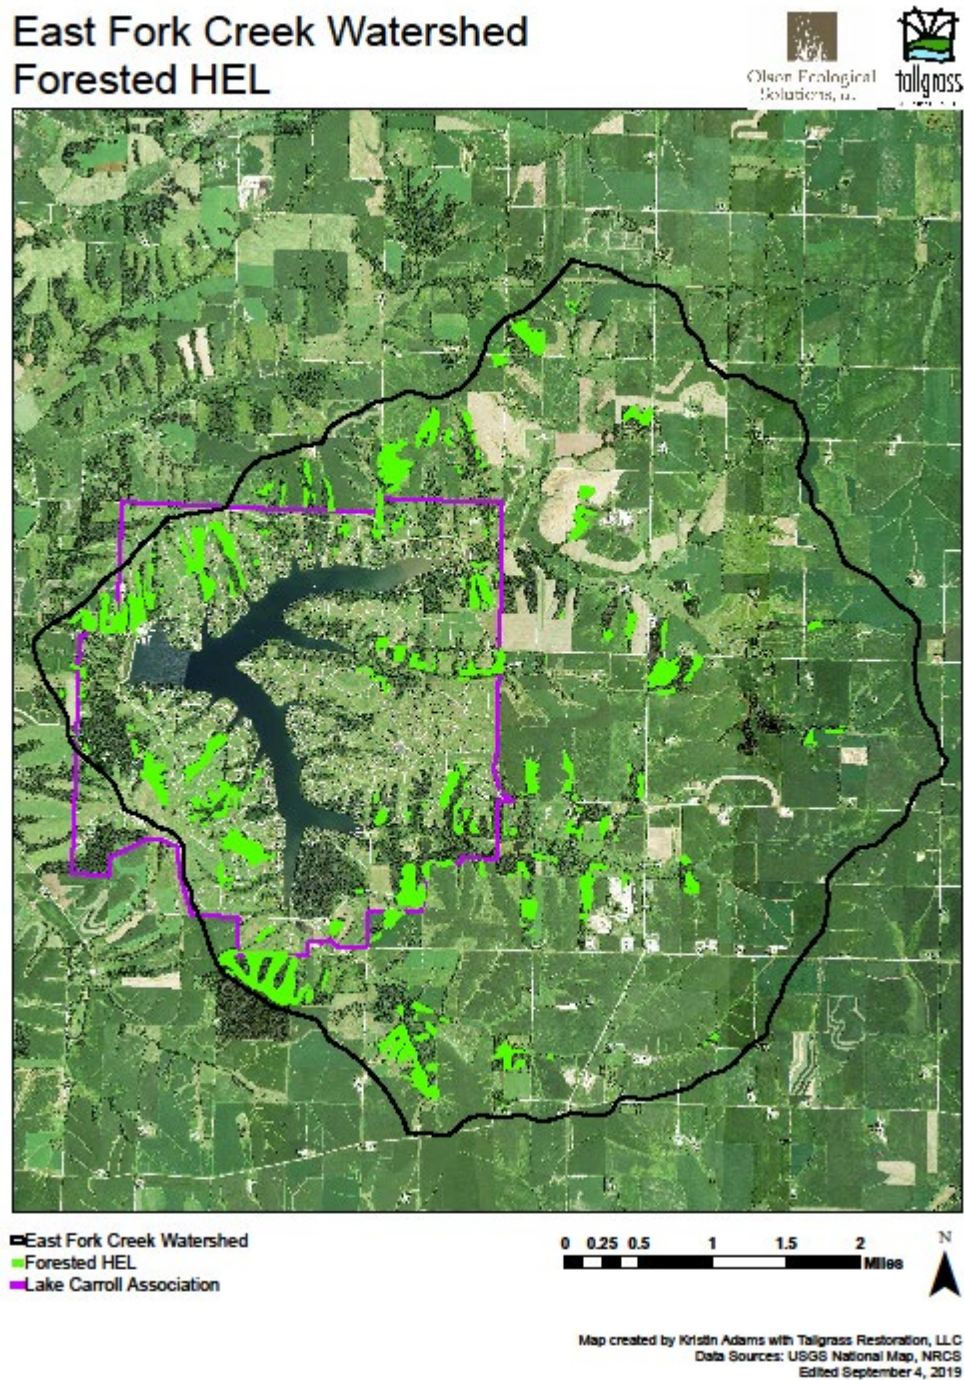 East Fork Creek Watershed
Forested HEL
Olson Ecological
Solutions,
tallgrass
East Fork Creek Watershed
Forested HEL
Lake Carroll Association
0 0.25 0.5 1 1.5 2
Miles
N
Map created by Kristin Adams with Tallgrass Restoration, LLC
Data Sources: USGS National Map, NRCS
Edited September 4, 2019